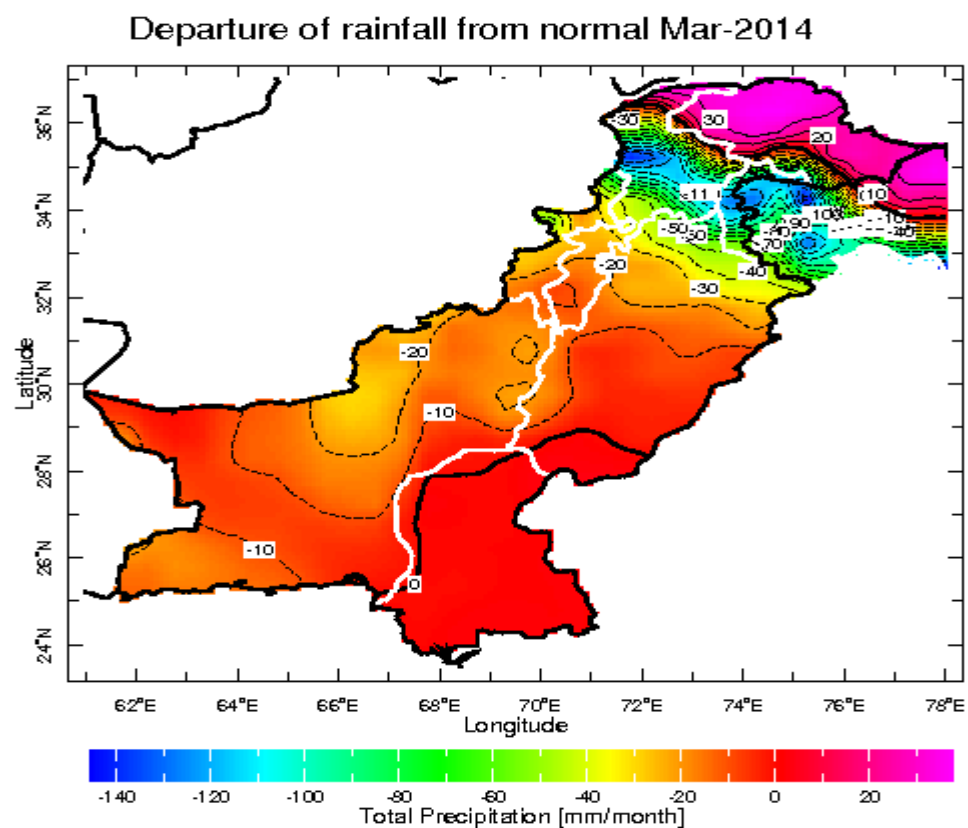 Departure of rainfall from normal Mar-2014
36°N
34°N
32°N
30°N
28°N
26°N
24°N
Latitude
-30
30
20
-11
-50
-20
-40
-30
-70
-90
-10
-40
-20
-10
-10
0
62°E 64°E 66°E 68°E 70°E 72°E 74°E 76°E 78°E
Longitude
-140 -120 -100 -80 -60 -40 -20 0 20
Total Precipitation [mm/month]